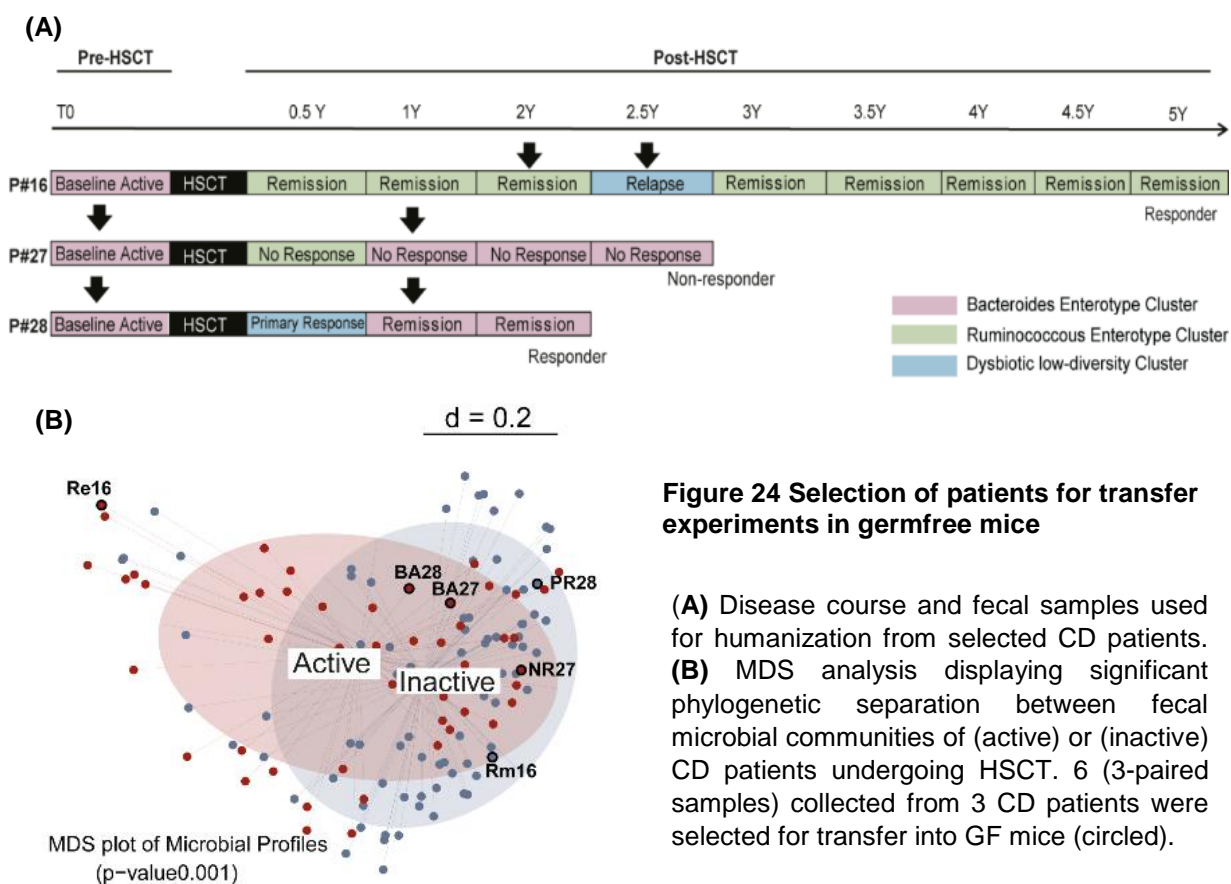 (A)
Pre-HSCT Post-HSCT
T0 0.5 Y 1Y 2Y 2.5Y 3Y 3.5Y 4Y 4.5Y 5Y
P#16 Baseline Active HSCT Remission Remission Remission Relapse Remission Remission Remission Remission Remission
Responder
P#27 Baseline Active HSCT No Response No Response No Response No Response
Non-responder
P#28 Baseline Active HSCT Primary Response Remission Remission
Responder
Bacteroides Enterotype Cluster
Ruminococcous Enterotype Cluster
Dysbiotic low-diversity Cluster
(B)
d = 0.2
Re16
BA28
BA27
PR28
Active
Inactive
NR27
Rm16
MDS plot of Microbial Profiles
(p-value0.001)
Figure 24 Selection of patients for transfer
experiments in germfree mice
(A) Disease course and fecal samples used
for humanization from selected CD patients.
(B) MDS analysis displaying significant
phylogenetic separation between fecal
microbial communities of (active) or (inactive)
CD patients undergoing HSCT. 6 (3-paired
samples) collected from 3 CD patients were
selected for transfer into GF mice (circled).